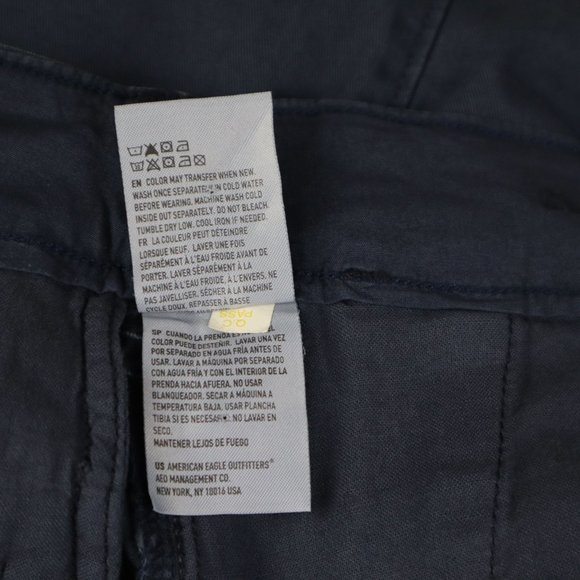 EN COLOR MAY TRANSFER WHEN NEW.
WASH ONCE SEPARATELY IN COLD WATER
BEFORE WEARING. MACHINE WASH COLD
INSIDE OUT SEPARATELY. DO NOT BLEACH.
TUMBLE DRY LOW. COOL IRON IF NEEDED.
FR LA COULEUR PEUT DÉTEINDRE
LORSQUE NEUF. LAVER UNE FOIS
SÉPARÉMENT À L'EAU FROIDE AVANT DE
PORTER. LAVER SÉPARÉMENT À LA
MACHINE À L'EAU FROIDE, À L'ENVERS. NE
PAS JAVELLISER. SÉCHER À LA MACHINE
CYCLE DOUX. REPASSER À BASSE
Q.C.
PASS
SP CUANDO LA PRENDA ES
COLOR PUEDE DESTEÑIR. LAVAR UNA VEZ
POR SEPARADO EN AGUA FRÍA ANTES DE
USAR. LAVAR A MÁQUINA POR SEPARADO
CON AGUA FRÍA Y CON EL INTERIOR DE LA
PRENDA HACIA AFUERA. NO USAR
BLANQUEADOR. SECAR A MÁQUINA A
TEMPERATURA BAJA. USAR PLANCHA
TIBIA SI ES NECESARIO. NO LAVAR EN
SECO.
MANTENER LEJOS DE FUEGO
US AMERICAN EAGLE OUTFITTERS®
AEO MANAGEMENT CO.
NEW YORK, NY 10016 USA